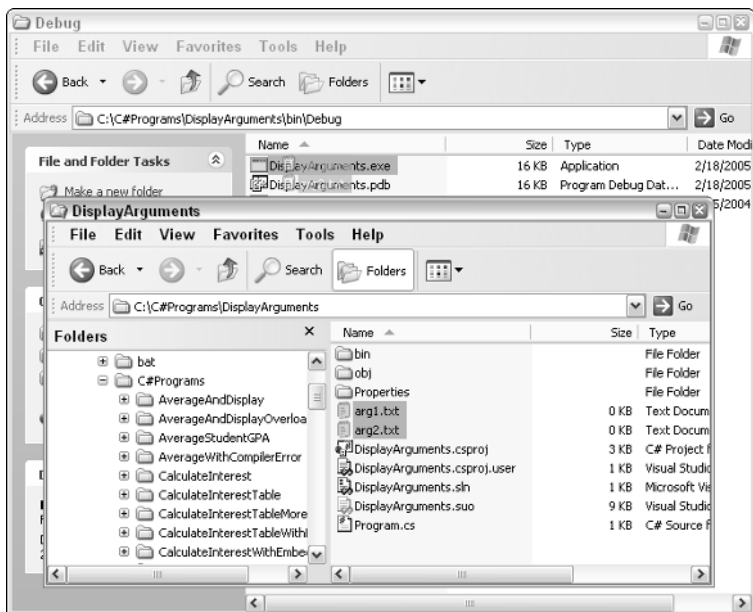 Debug
File Edit View Favorites Tools Help
Back Search Folders
Address C:\C#Programs\DisplayArguments\bin\Debug Go
File and Folder Tasks
Make a new folder
Name Size Type Date Modi
DisplayArguments.exe 16 KB Application 2/18/2005
DisplayArguments.pdb 16 KB Program Debug Dat... 2/18/2005
5/2004
DisplayArguments
File Edit View Favorites Tools Help
Back Search Folders
Address C:\C#Programs\DisplayArguments Go
Folders x
bat
C#Programs
AverageAndDisplay
AverageAndDisplayOverloa
AverageStudentGPA
AverageWithCompilerError
CalculateInterest
CalculateInterestTable
CalculateInterestTableMore
CalculateInterestTableWithI
CalculateInterestWithEmbe
Name Size Type
bin File Folder
obj File Folder
Properties File Folder
arg1.txt 0 KB Text Docum
arg2.txt 0 KB Text Docum
DisplayArguments.csproj 3 KB C# Project f
DisplayArguments.csproj.user 1 KB Visual Studio
DisplayArguments.sln 1 KB Microsoft Vis
DisplayArguments.suo 9 KB Visual Studio
Program.cs 1 KB C# Source f